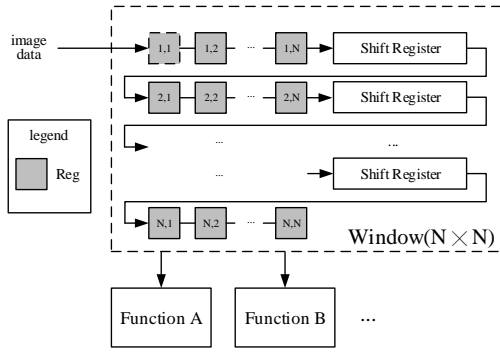 image
data
1,1 1,2 ... 1,N Shift Register
2,1 2,2 ... 2,N Shift Register
... ...
... Shift Register
N,1 N,2 ... N,N
Window(N × N)
legend
Reg
Function A Function B ...